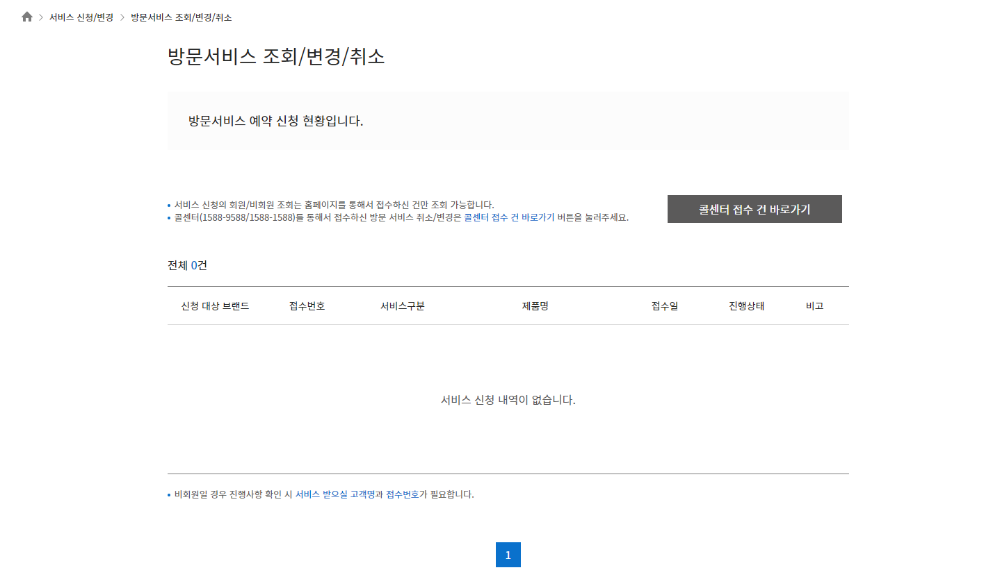 서비스 신청/변경 방문서비스 조회/변경/취소
방문서비스 조회/변경/취소
방문서비스 예약 신청 현황입니다.
서비스 신청의 회원/비회원 조회는 홈페이지를 통해서 접수하신 건만 조회 가능합니다.
콜센터(1588-9588/1588-1588)를 통해서 접수하신 방문 서비스 취소/변경은 콜센터 접수 건 바로가기 버튼을 눌러주세요.
콜센터 접수 건 바로가기
전체 0건
신청 대상 브랜드 접수번호 서비스구분 제품명 접수일 진행상태 비고
서비스 신청 내역이 없습니다.
비회원일 경우 진행사항 확인 시 서비스 받으실 고객명과 접수번호가 필요합니다.
1